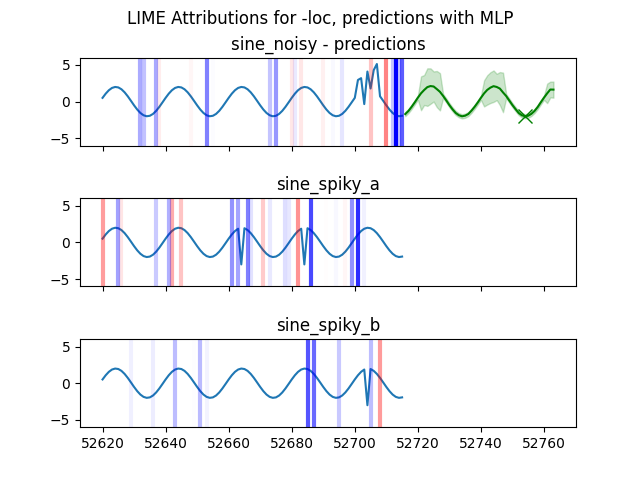 LIME Attributions for -loc, predictions with MLP
sine_noisy - predictions
5
0
−5
sine_spiky_a
5
0
−5
sine_spiky_b
5
0
−5
52620 52640 52660 52680 52700 52720 52740 52760